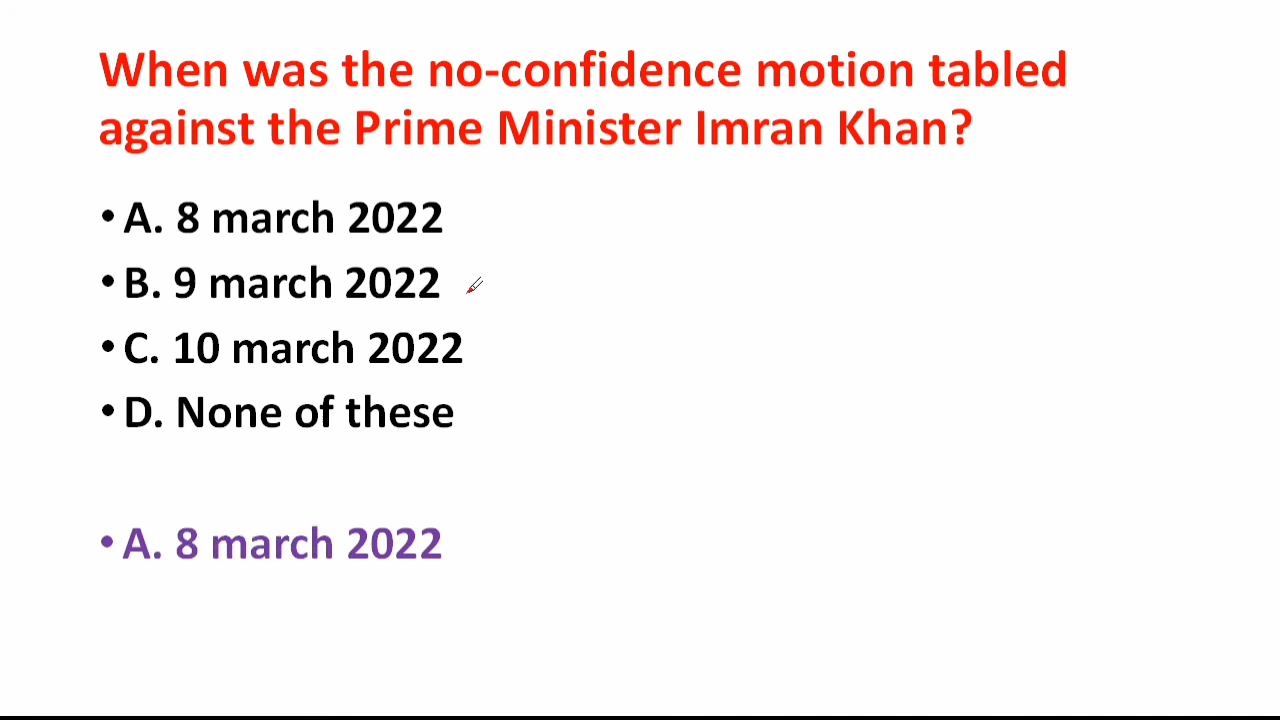 When was the no-confidence motion tabled
against the Prime Minister Imran Khan?
• A. 8 march 2022
• B. 9 march 2022
• C. 10 march 2022
• D. None of these
• A. 8 march 2022